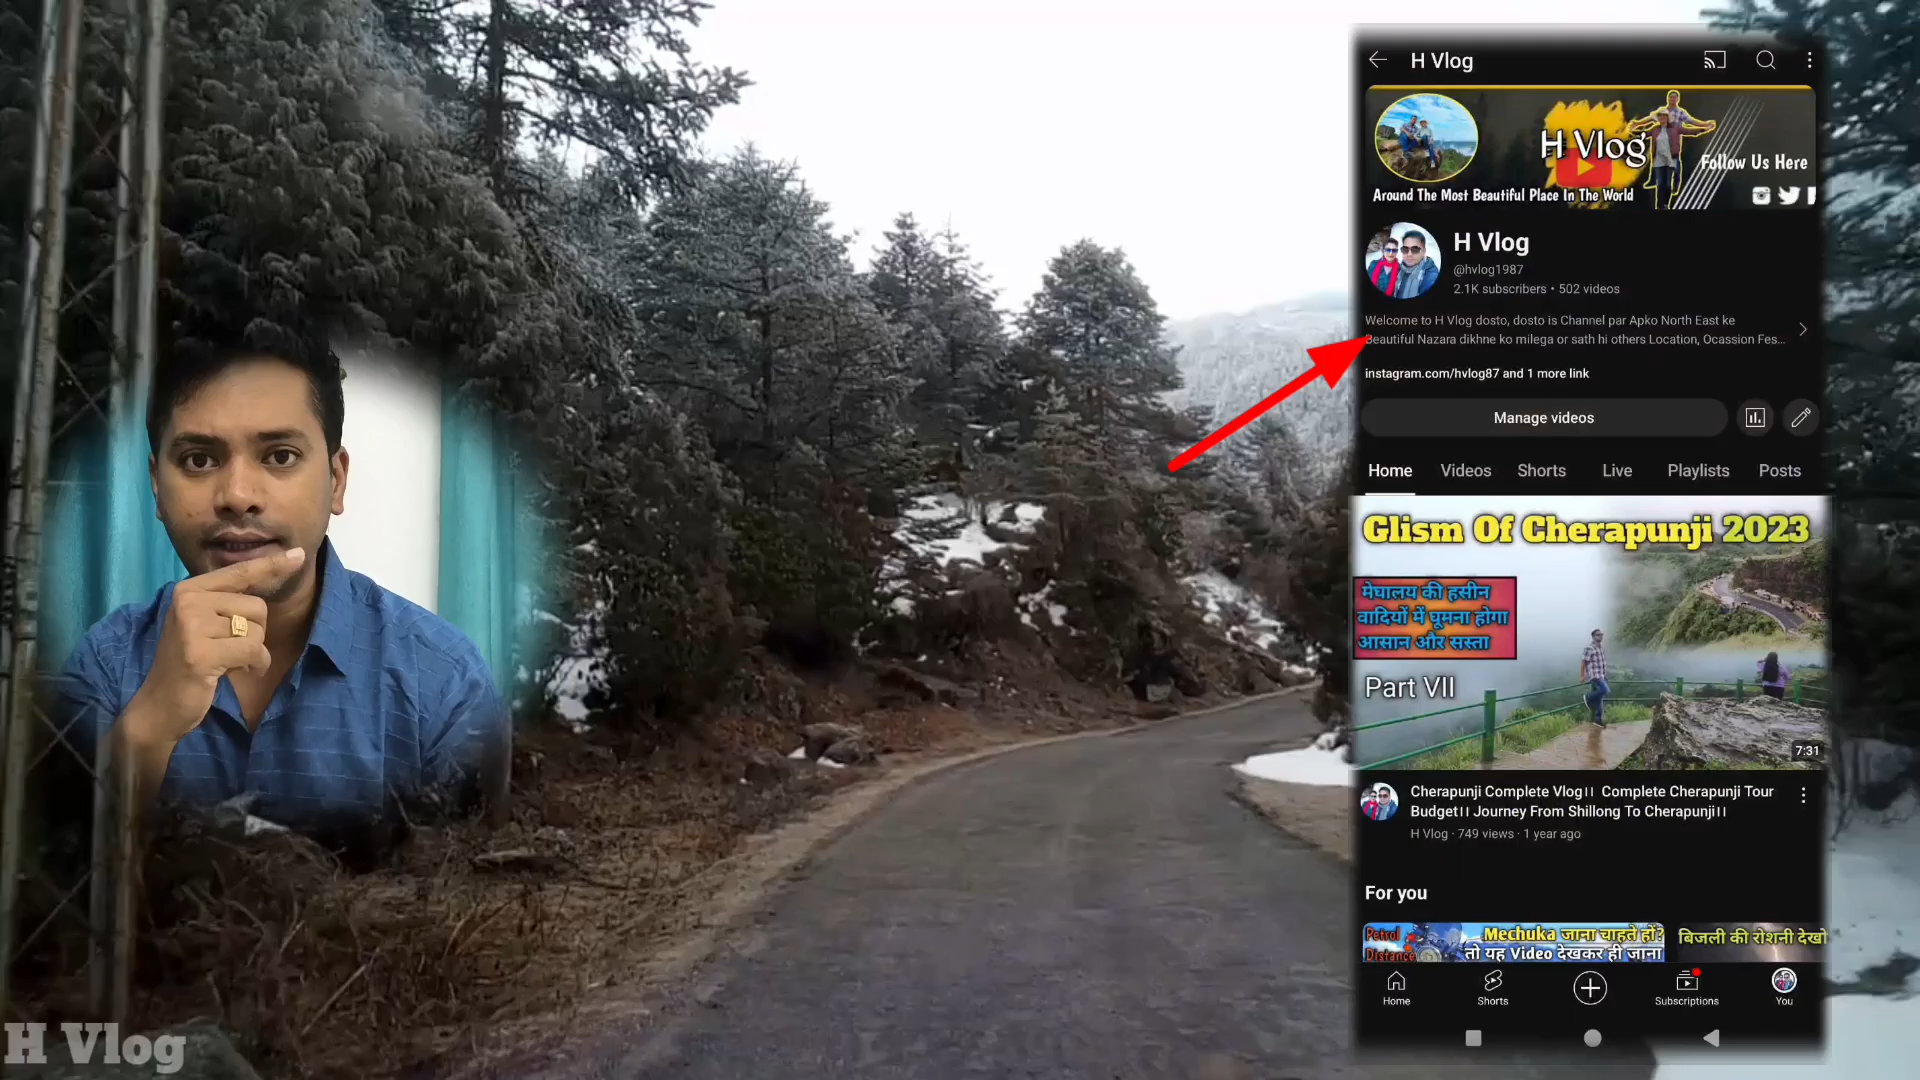 H Vlog
H Vlog
Follow Us Here
Around The Most Beautiful Place In The World
H Vlog
@hvlog1987
2.1K subscribers • 502 videos
Welcome to H Vlog dosto, dosto is Channel par Apko North East ke
Beautiful Nazara dikhne ko milega or sath hi others Location, Ocassion Fes...
instagram.com/hvlog87 and 1 more link
Manage videos
Home Videos Shorts Live Playlists Posts
Glism Of Cherapunji 2023
मेघालय की हसीन
वादियों में घूमना होगा
आसान और सस्ता
Part VII
7:31
Cherapunji Complete Vlog।। Complete Cherapunji Tour
Budget।। Journey From Shillong To Cherapunji।।
H Vlog · 749 views · 1 year ago
For you
Petrol
Distance
Mechuka जाना चाहते हों?
तो यह Video देखकर ही जाना
बिजली की रोशनी देखो
Home Shorts Subscriptions You
H Vlog